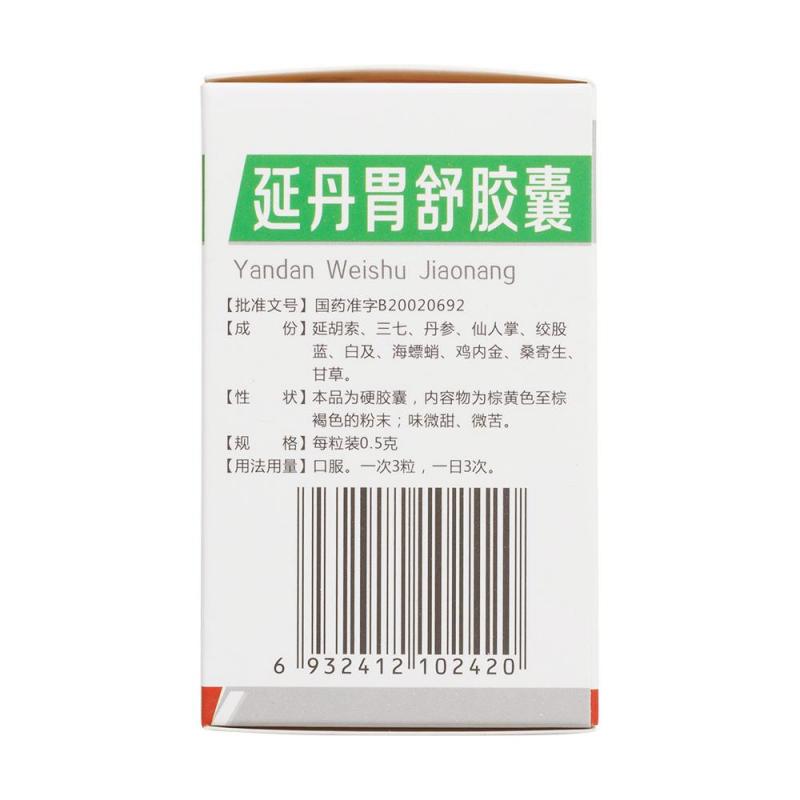 延丹胃舒胶囊
Yandan Weishu Jiaonang
【批准文号】国药准字B20020692
【成　　份】延胡索、三七、丹参、仙人掌、绞股
蓝、白及、海螵蛸、鸡内金、桑寄生、
甘草。
【性　　状】本品为硬胶囊，内容物为棕黄色至棕
褐色的粉末；味微甜、微苦。
【规　　格】每粒装0.5克
【用法用量】口服。一次3粒，一日3次。
6 932412 102420